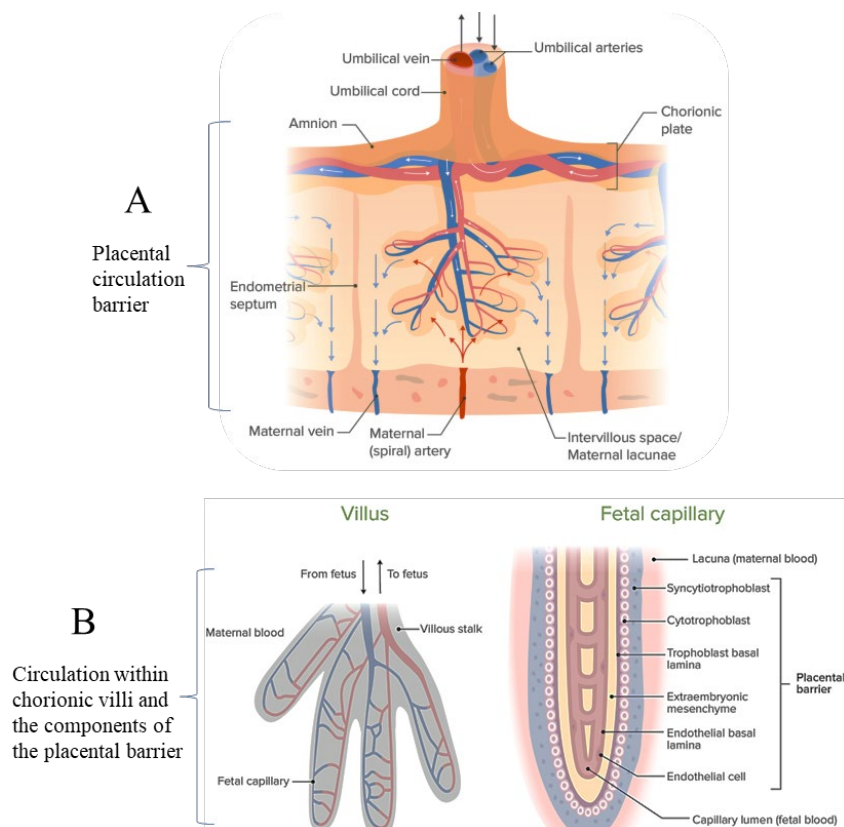 Umbilical vein
Umbilical arteries
Umbilical cord
Amnion
Chorionic
plate
A
Placental
circulation
barrier
Endometrial
septum
Maternal vein
Maternal
(spiral) artery
Intervillous space/
Maternal lacunae
Villus
Fetal capillary
From fetus
To fetus
Lacuna (maternal blood)
Syncytiotrophoblast
B
Maternal blood
Villous stalk
Cytotrophoblast
Circulation within
chorionic villi and
the components of
the placental barrier
Trophoblast basal
lamina
Placental
barrier
Extraembryonic
mesenchyme
Endothelial basal
lamina
Fetal capillary
Endothelial cell
Capillary lumen (fetal blood)